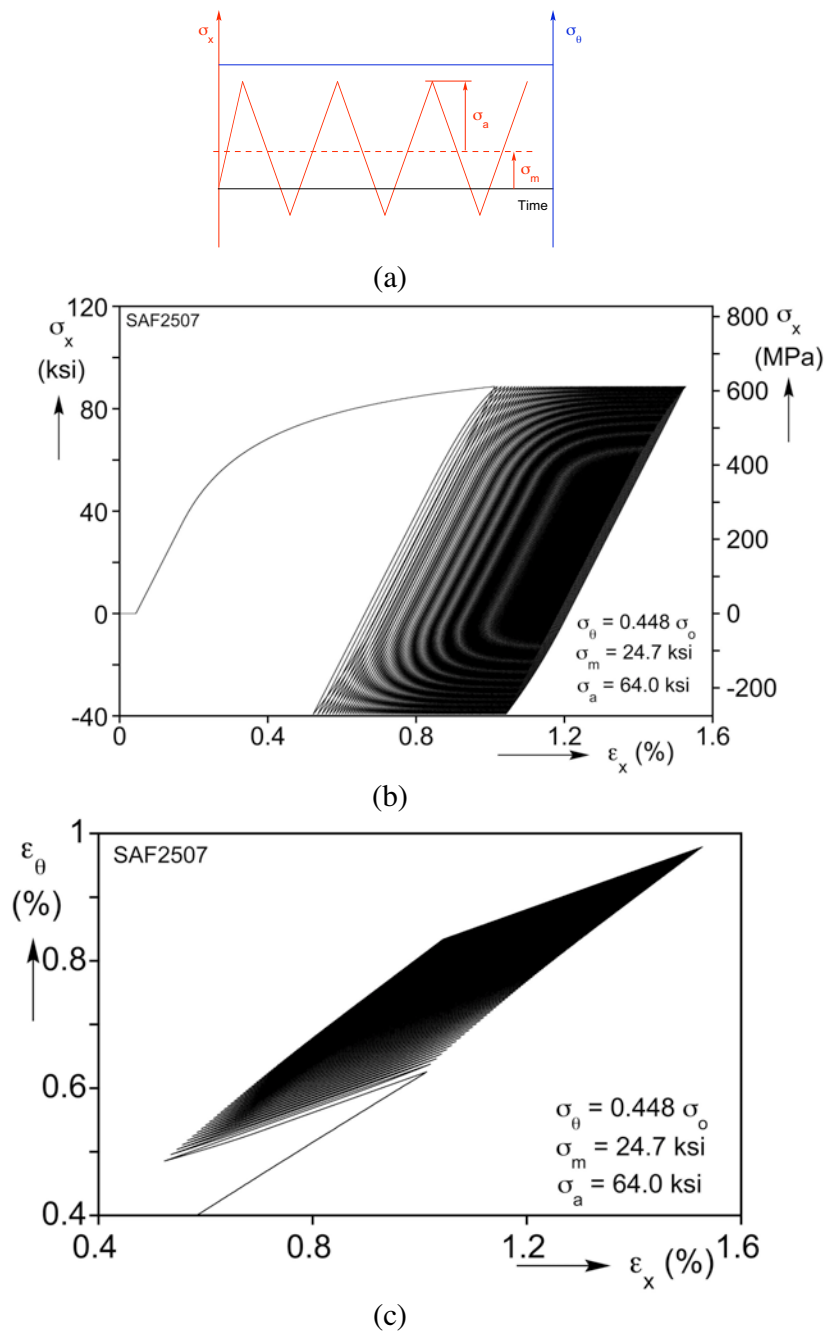 σx σθ
σa
σm
Time
(a)
120 SAF2507 800 σx
σx
(ksi) (MPa)
80 600
400
40
200
0 0
σθ = 0.448 σo
σm = 24.7 ksi
σa = 64.0 ksi
-200
-40
0 0.4 0.8 1.2 1.6
εx (%)
(b)
1 SAF2507
εθ
(%)
0.8
0.6
σθ = 0.448 σo
σm = 24.7 ksi
σa = 64.0 ksi
0.4
0.4 0.8 1.2 1.6
εx (%)
(c)